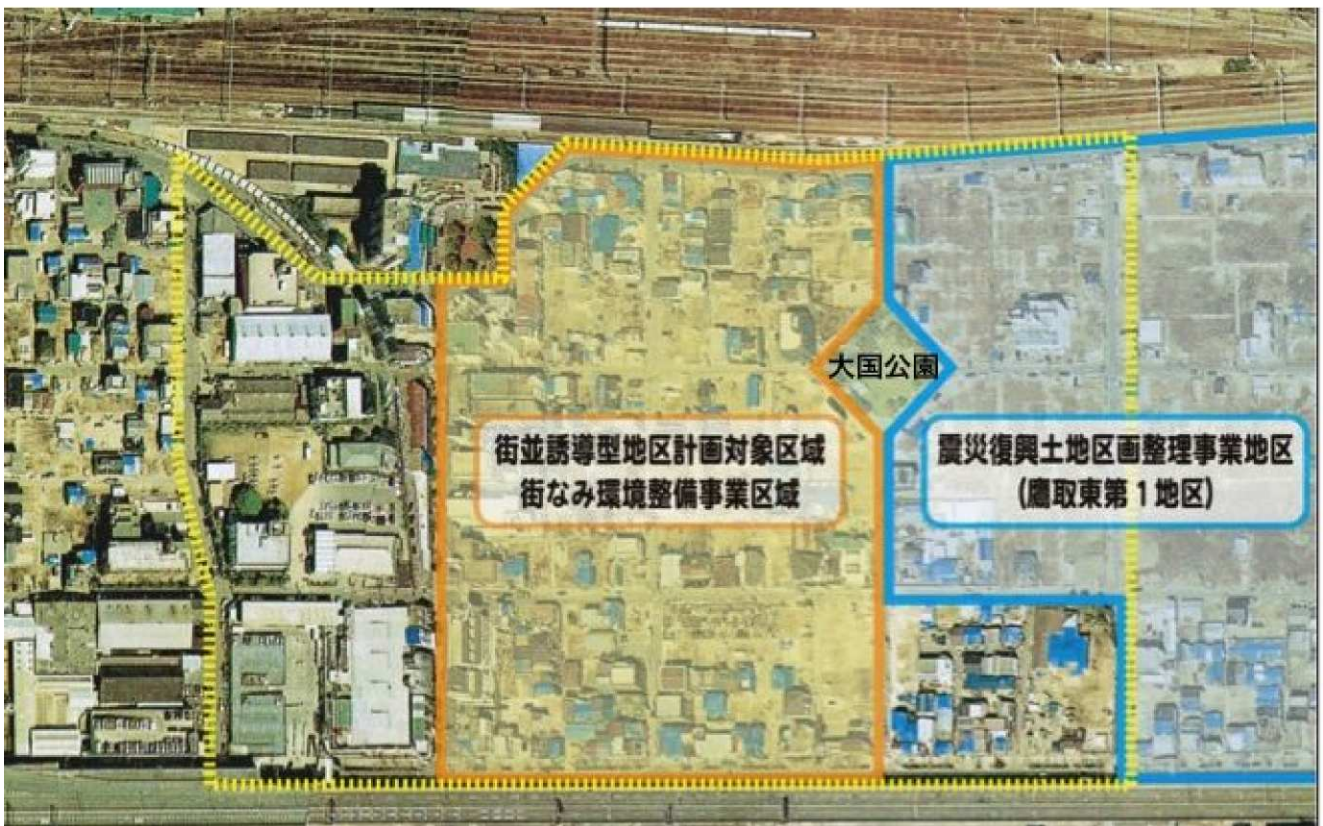 大国公園
街並誘導型地区計画対象区域
街なみ環境整備事業区域
震災復興土地区画整理事業地区
(鷹取東第1地区)